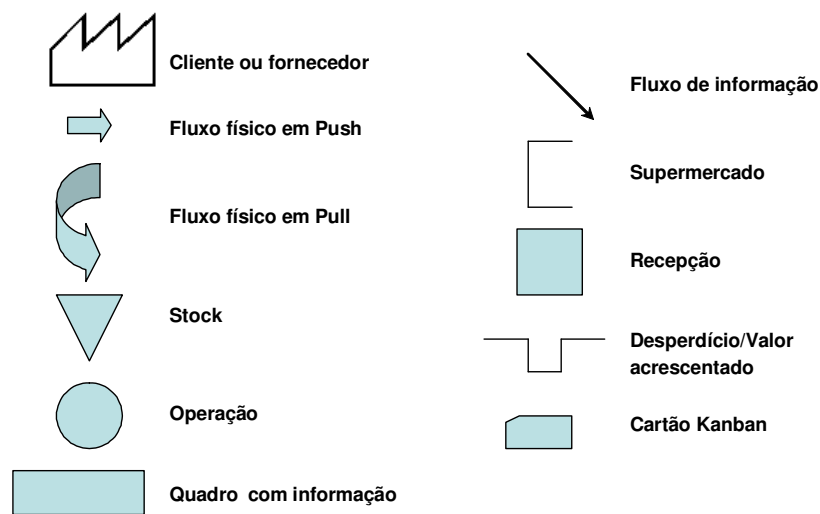 Cliente ou fornecedor
Fluxo físico em Push
Fluxo físico em Pull
Stock
Operação
Quadro com informação
Fluxo de informação
Supermercado
Recepção
Desperdício/Valor
acrescentado
Cartão Kanban